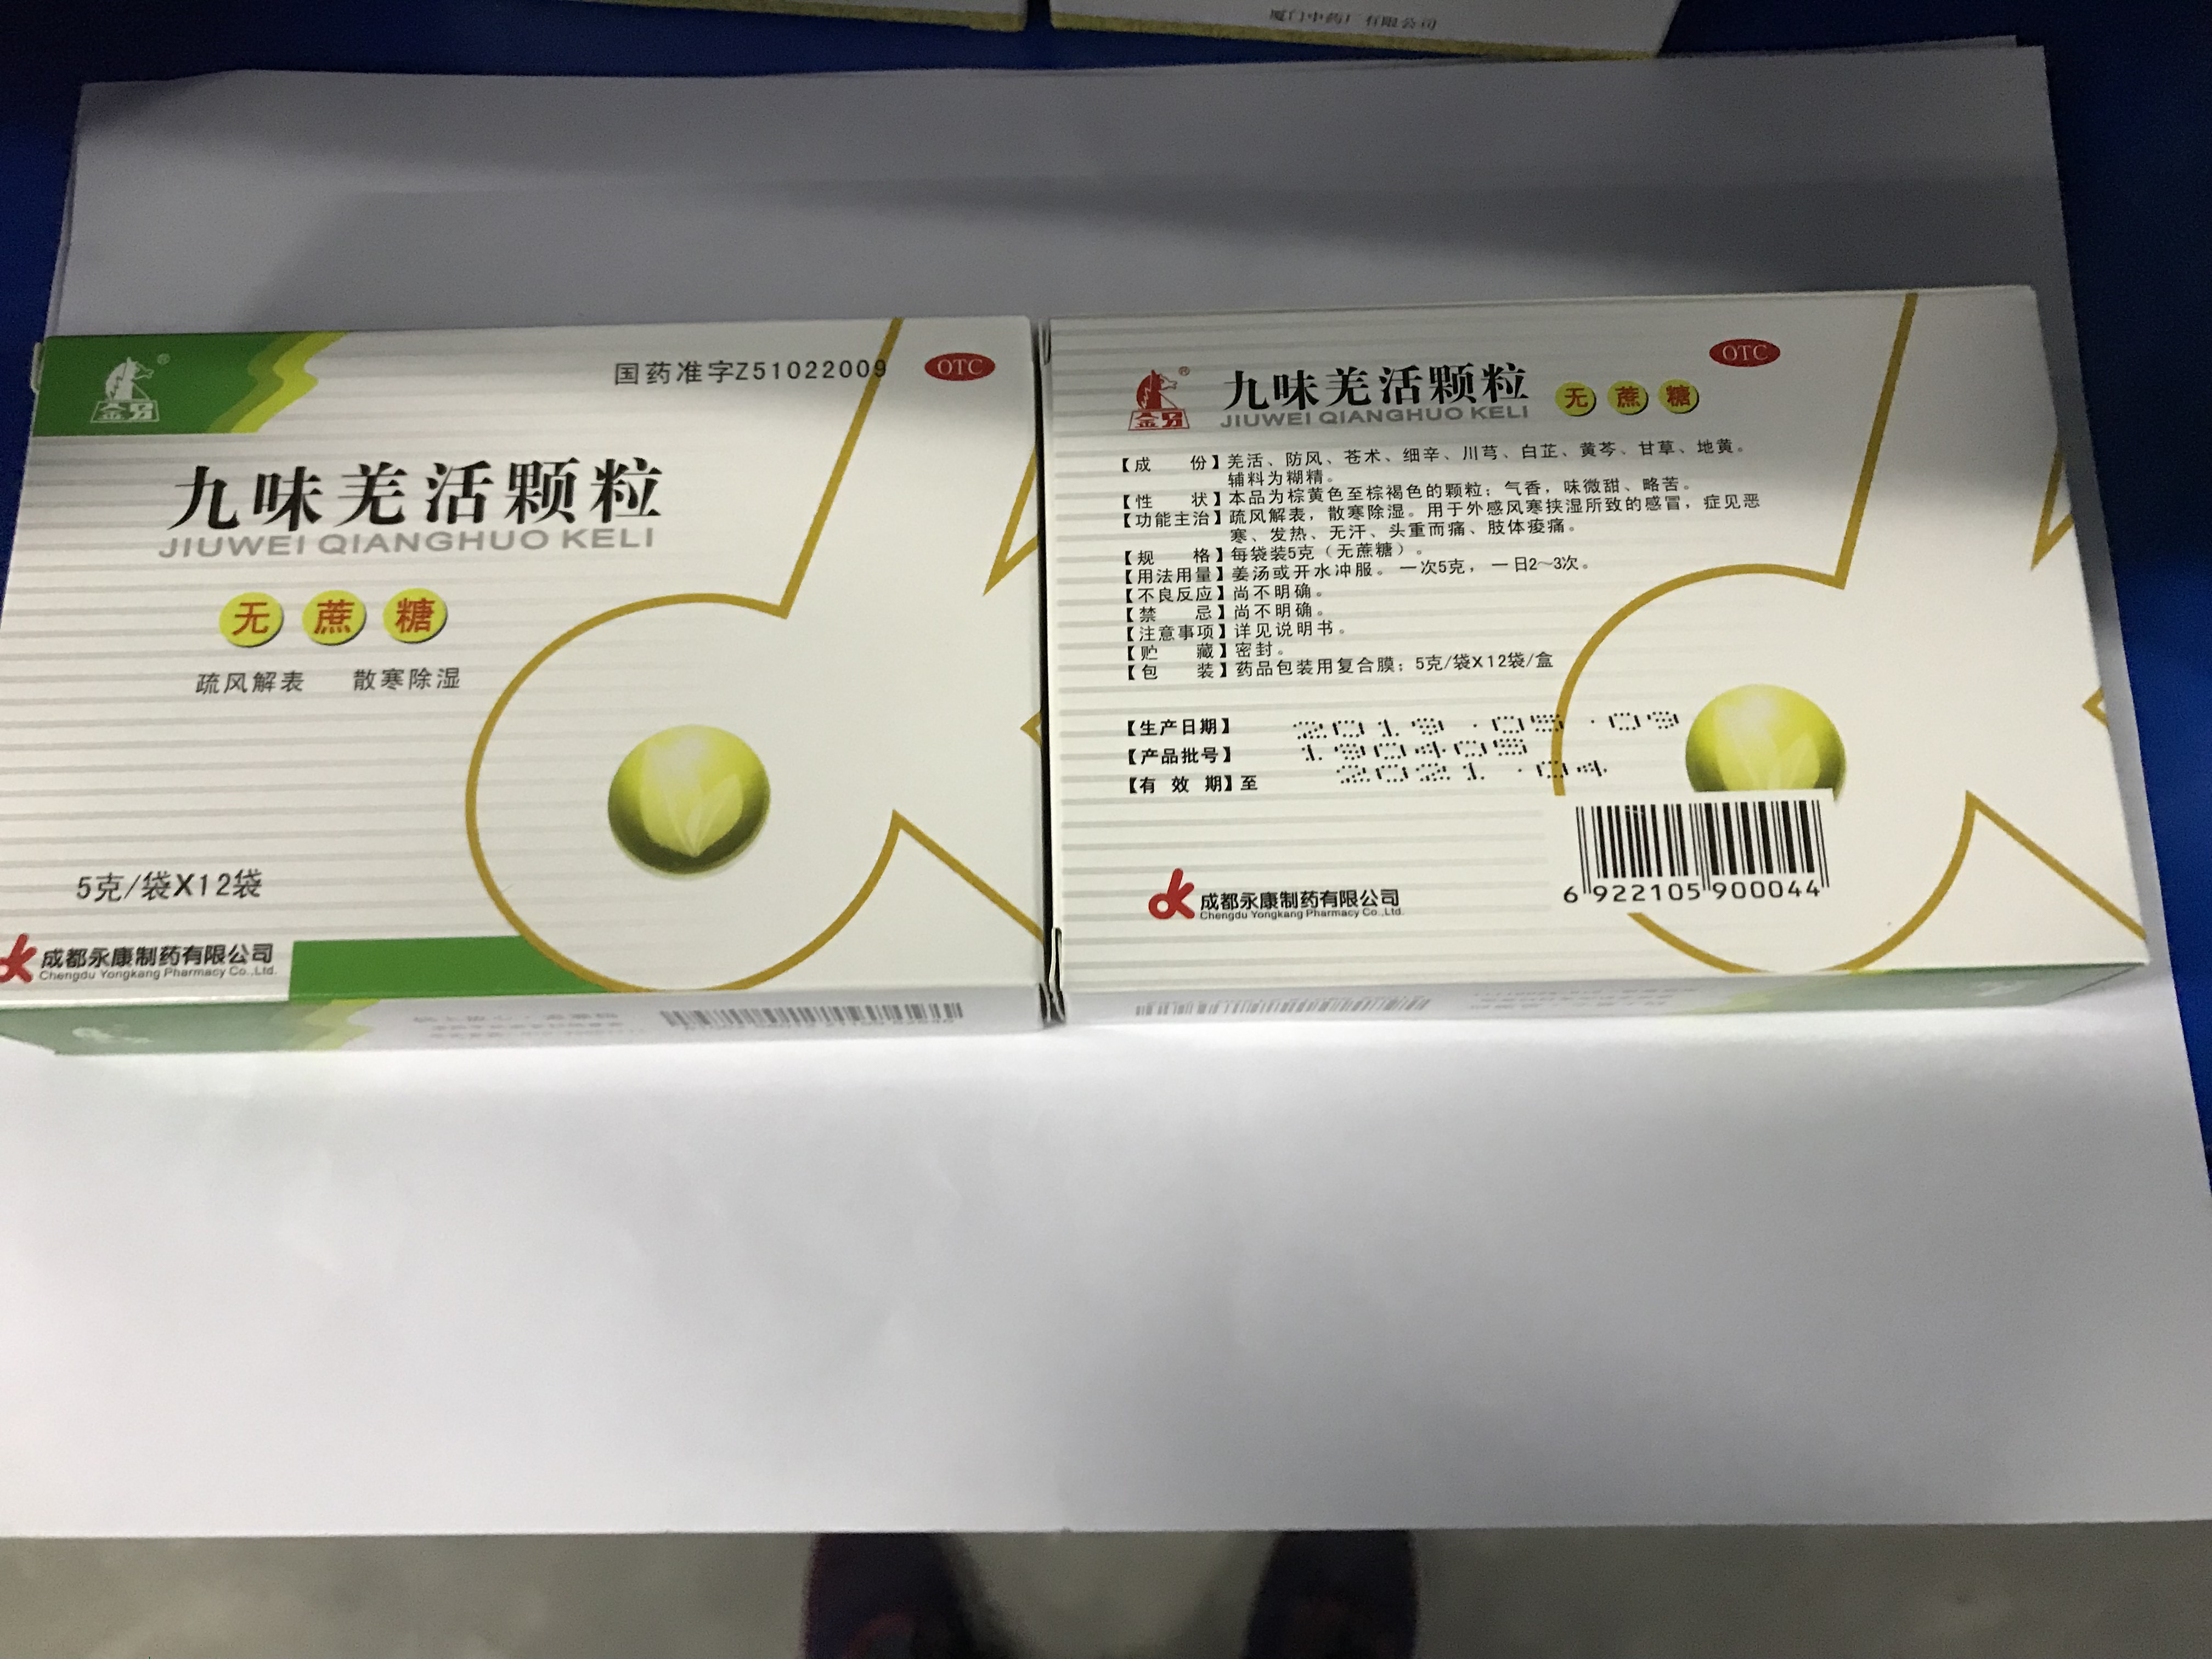 厦门中药厂有限公司
金马
国药准字Z51022009
OTC
九味羌活颗粒
JIUWEI QIANGHUO KELI
无蔗糖
疏风解表 散寒除湿
5克/袋X12袋
成都永康制药有限公司
Chengdu Yongkang Pharmacy Co.,Ltd.
OTC
金马
九味羌活颗粒 无蔗糖
JIUWEI QIANGHUO KELI
【成 份】羌活、防风、苍术、细辛、川芎、白芷、黄芩、甘草、地黄。
辅料为糊精。
【性 状】本品为棕黄色至棕褐色的颗粒；气香，味微甜、略苦。
【功能主治】疏风解表，散寒除湿。用于外感风寒挟湿所致的感冒，症见恶
寒、发热、无汗、头重而痛、肢体痠痛。
【规 格】每袋装5克（无蔗糖）。
【用法用量】姜汤或开水冲服。一次5克，一日2～3次。
【不良反应】尚不明确。
【禁 忌】尚不明确。
【注意事项】详见说明书。
【贮 藏】密封。
【包 装】药品包装用复合膜；5克/袋X12袋/盒
【生产日期】 2019.05.09
【产品批号】 190405
【有 效 期】至 2021.04
6 922105 900044
成都永康制药有限公司
Chengdu Yongkang Pharmacy Co.,Ltd.